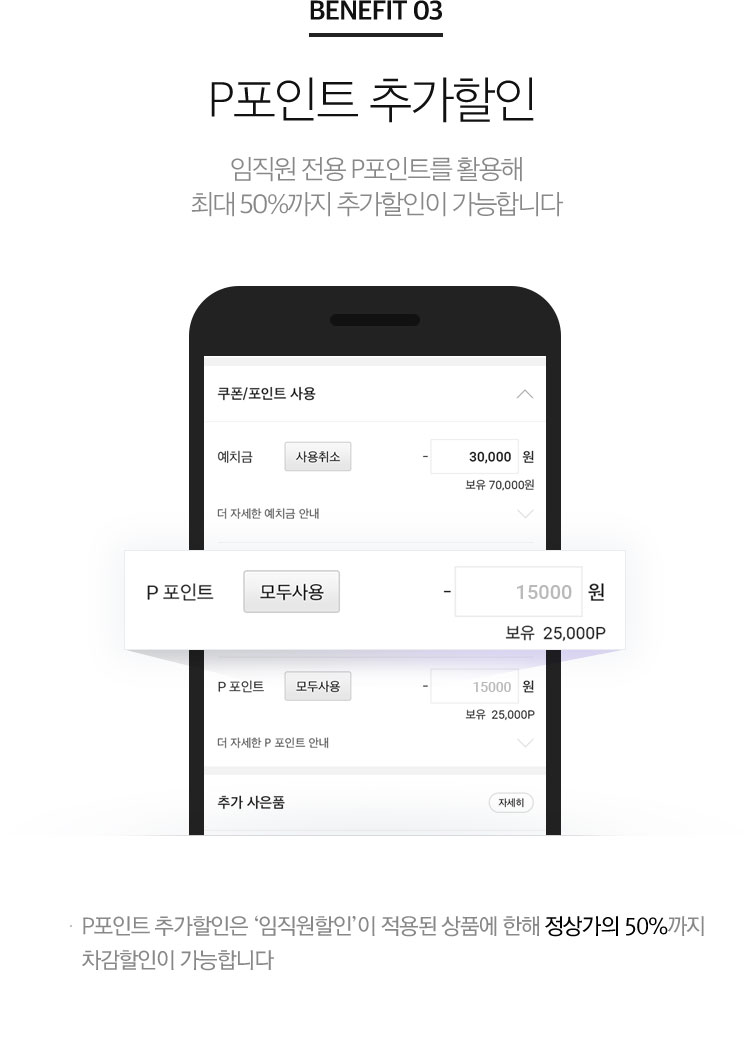 BENEFIT 03
P포인트 추가할인
임직원 전용 P포인트를 활용해
최대 50%까지 추가할인이 가능합니다
쿠폰/포인트 사용
예치금 사용취소 - 30,000 원
보유 70,000원
더 자세한 예치금 안내
P 포인트 모두사용 - 15000 원
보유 25,000P
P 포인트 모두사용 - 15000 원
보유 25,000P
더 자세한 P 포인트 안내
추가 사은품 자세히
· P포인트 추가할인은 ‘임직원할인’이 적용된 상품에 한해 정상가의 50%까지
차감할인이 가능합니다